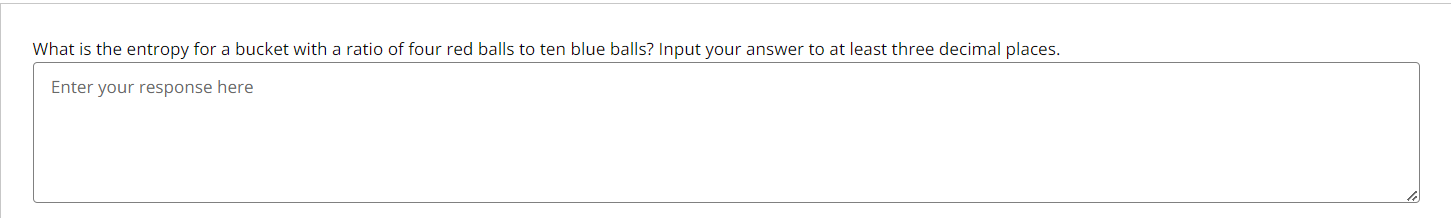 What is the entropy for a bucket with a ratio of four red balls to ten blue balls? Input your answer to at least three decimal places.
Enter your response here